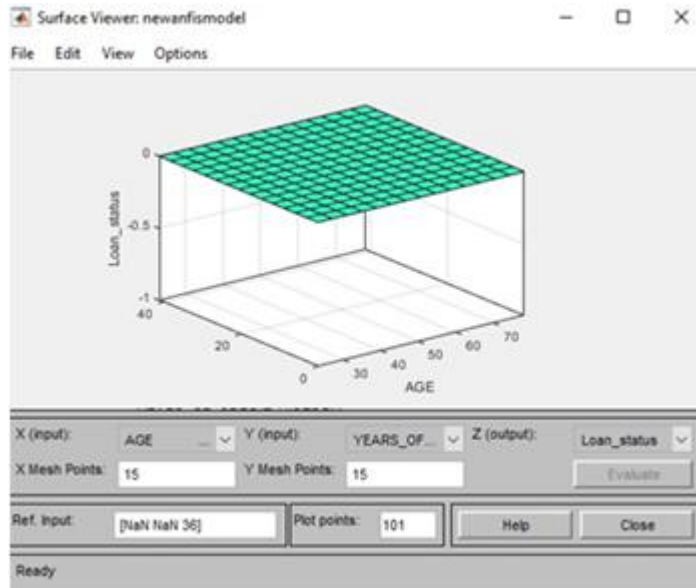 Surface Viewer: newanfismodel
File Edit View Options
0
-0.5
-1
Loan_status
40
20
0
30 40 50 60 70
AGE
X (input): AGE ... Y (input): YEARS_OF... Z (output): Loan_status
X Mesh Points: 15 Y Mesh Points: 15 Evaluate
Ref. Input: [NaN NaN 36] Plot points: 101 Help Close
Ready